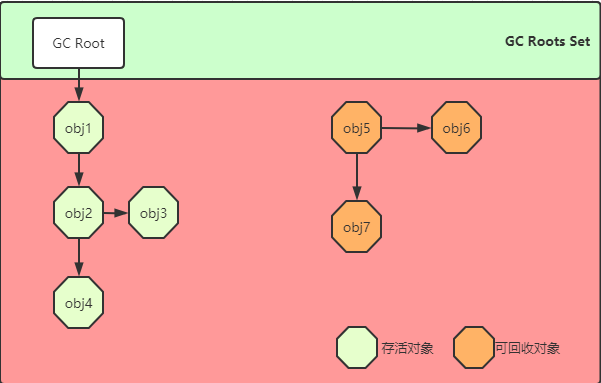 GC Root
GC Roots Set
obj1
obj5
obj6
obj2
obj3
obj7
obj4
存活对象
可回收对象